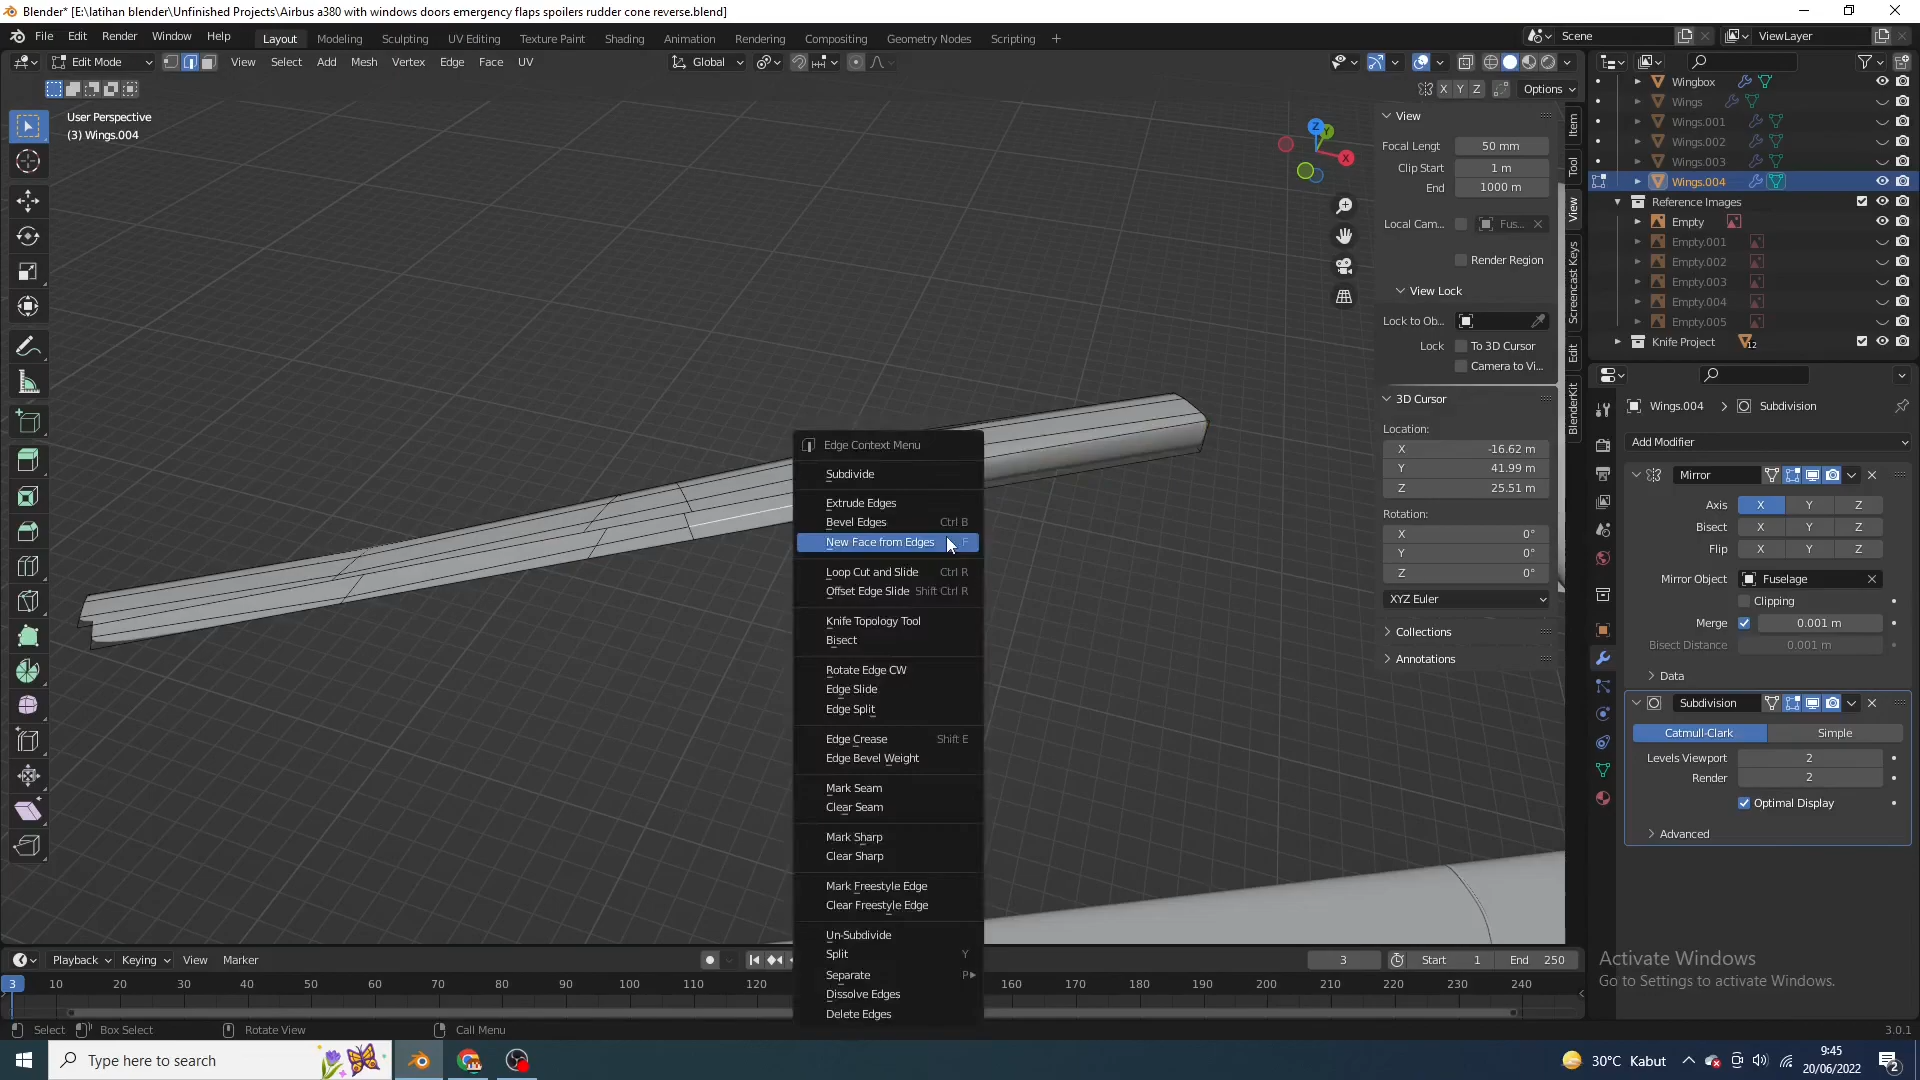 Blender* [E:\latihan blender\Unfinished Projects\Airbus a380 with windows doors emergency flaps spoilers rudder cone reverse.blend]
File Edit Render Window Help Layout Modeling Sculpting UV Editing Texture Paint Shading Animation Rendering Compositing Geometry Nodes Scripting + Scene ViewLayer
Edit Mode View Select Add Mesh Vertex Edge Face UV Global
X Y Z Options
User Perspective
(3) Wings.004
View
Focal Lengt 50 mm
Clip Start 1 m
End 1000 m
Local Cam... Fus...
Render Region
View Lock
Lock to Ob...
Lock To 3D Cursor
Camera to Vi...
3D Cursor
Location:
X -16.62 m
Y 41.99 m
Z 25.51 m
Rotation:
X 0°
Y 0°
Z 0°
XYZ Euler
Collections
Annotations
Item
Tool
View
Screencast Keys
Edit
BlenderKit
Z
Y
X
Edge Context Menu
Subdivide
Extrude Edges
Bevel Edges Ctrl B
New Face from Edges F
Loop Cut and Slide Ctrl R
Offset Edge Slide Shift Ctrl R
Knife Topology Tool
Bisect
Rotate Edge CW
Edge Slide
Edge Split
Edge Crease Shift E
Edge Bevel Weight
Mark Seam
Clear Seam
Mark Sharp
Clear Sharp
Mark Freestyle Edge
Clear Freestyle Edge
Un-Subdivide
Split Y
Separate P
Dissolve Edges
Delete Edges
Wingbox
Wings
Wings.001
Wings.002
Wings.003
Wings.004
Reference Images
Empty
Empty.001
Empty.002
Empty.003
Empty.004
Empty.005
Knife Project 12
Wings.004 Subdivision
Add Modifier
Mirror
Axis X Y Z
Bisect X Y Z
Flip X Y Z
Mirror Object Fuselage
Clipping
Merge 0.001 m
Bisect Distance 0.001 m
Data
Subdivision
Catmull-Clark Simple
Levels Viewport 2
Render 2
Optimal Display
Advanced
Activate Windows
Go to Settings to activate Windows.
Playback Keying View Marker 3 Start 1 End 250
3 10 20 30 40 50 60 70 80 90 100 110 120 160 170 180 190 200 210 220 230 240
Select Box Select Rotate View Call Menu 3.0.1
Type here to search 30°C Kabut 9:45
20/06/2022 2